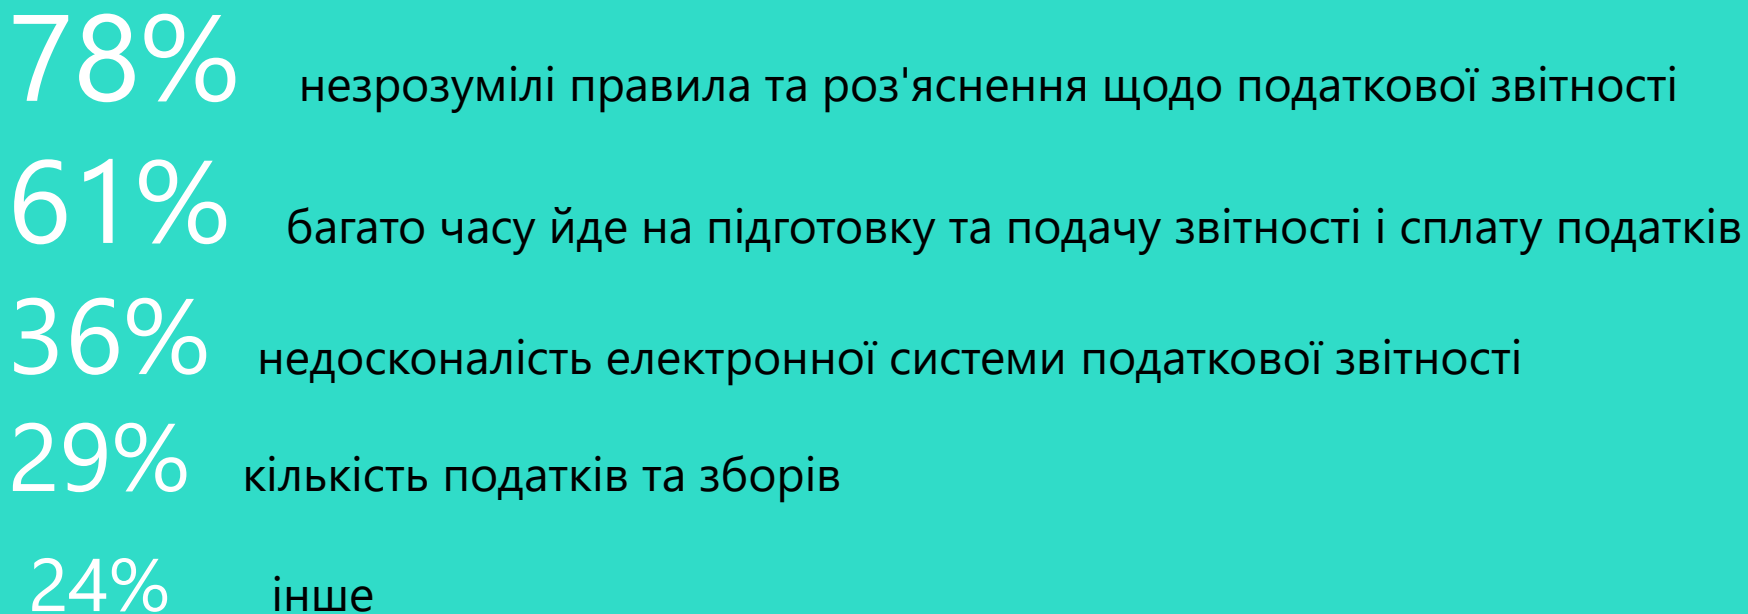 78% незрозумілі правила та роз'яснення щодо податкової звітності
61% багато часу йде на підготовку та подачу звітності і сплату податків
36% недосконалість електронної системи податкової звітності
29% кількість податків та зборів
24% інше